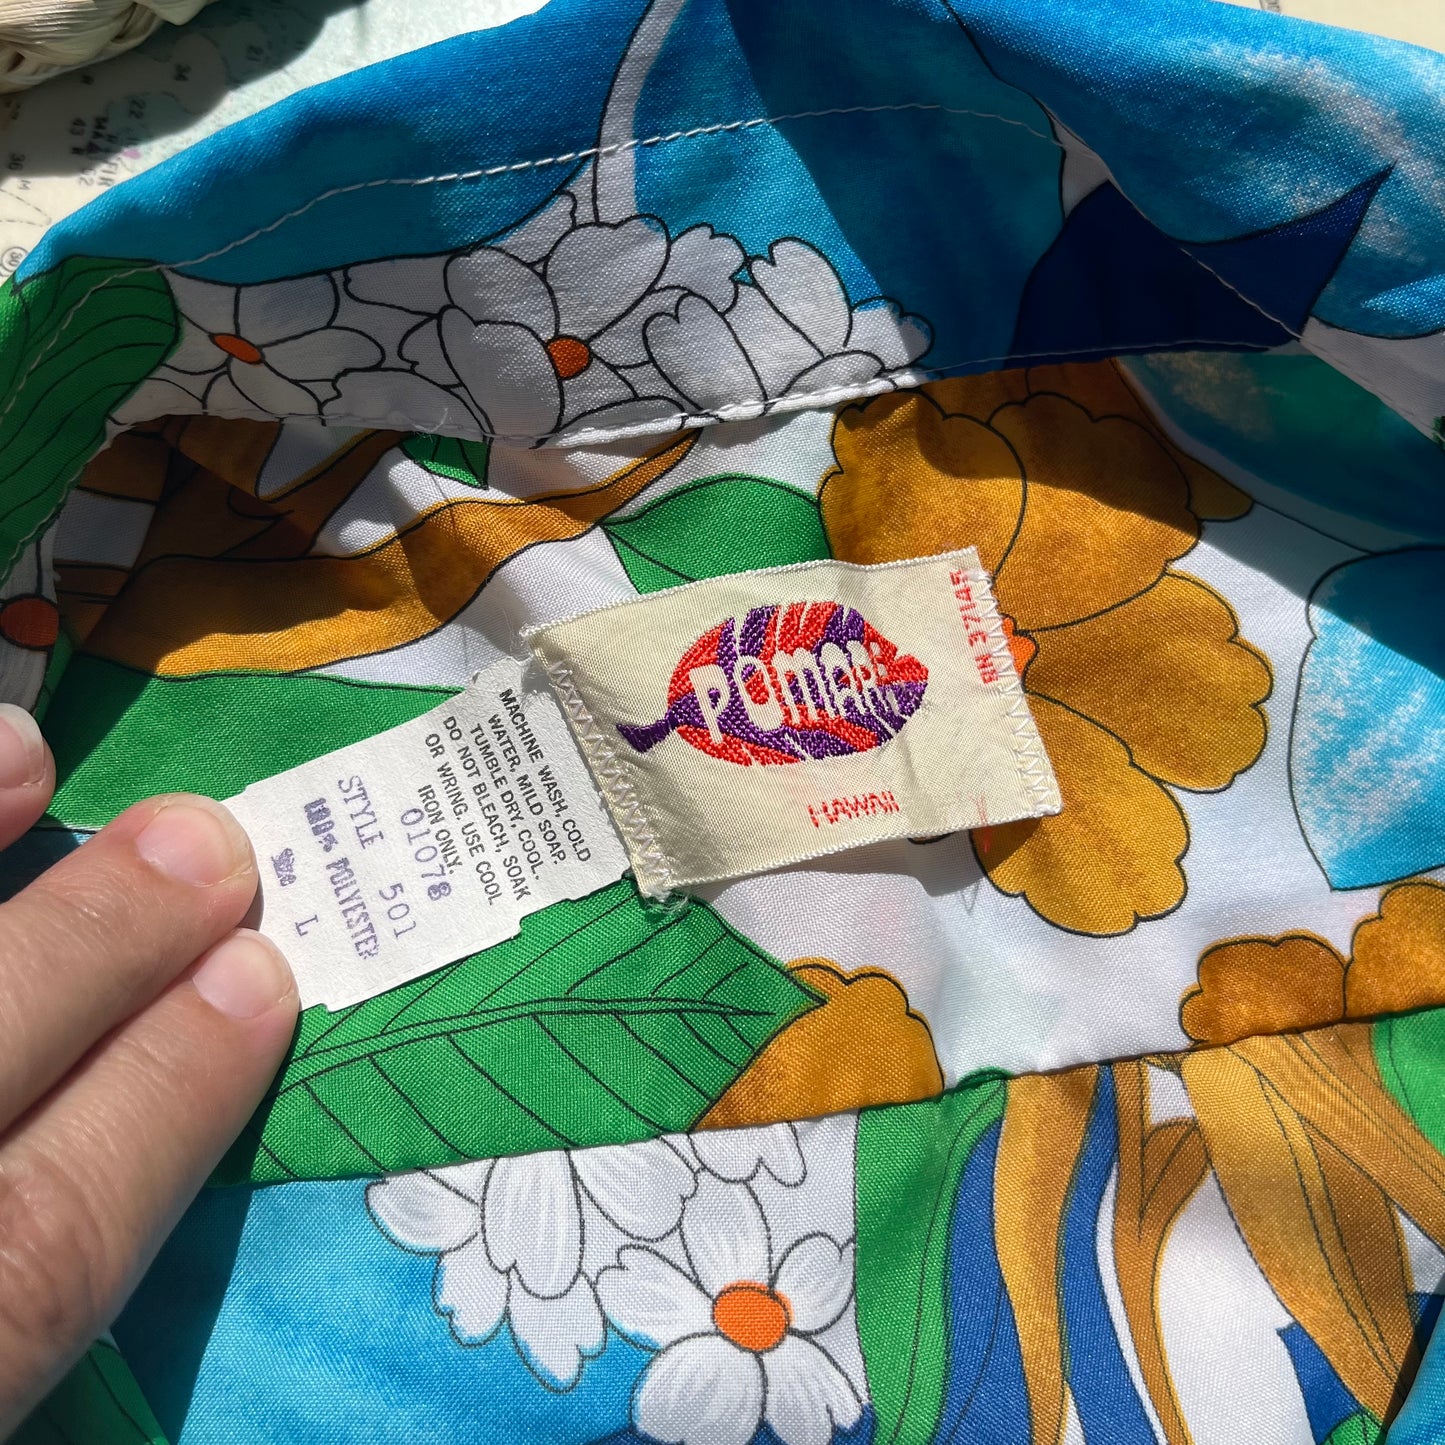 POMARE
HAWAII
RN 37145
MACHINE WASH, COLD
WATER, MILD SOAP.
TUMBLE DRY, COOL.
DO NOT BLEACH, SOAK
OR WRING. USE COOL
IRON ONLY.
01078
STYLE 501
100% POLYESTER
Size L